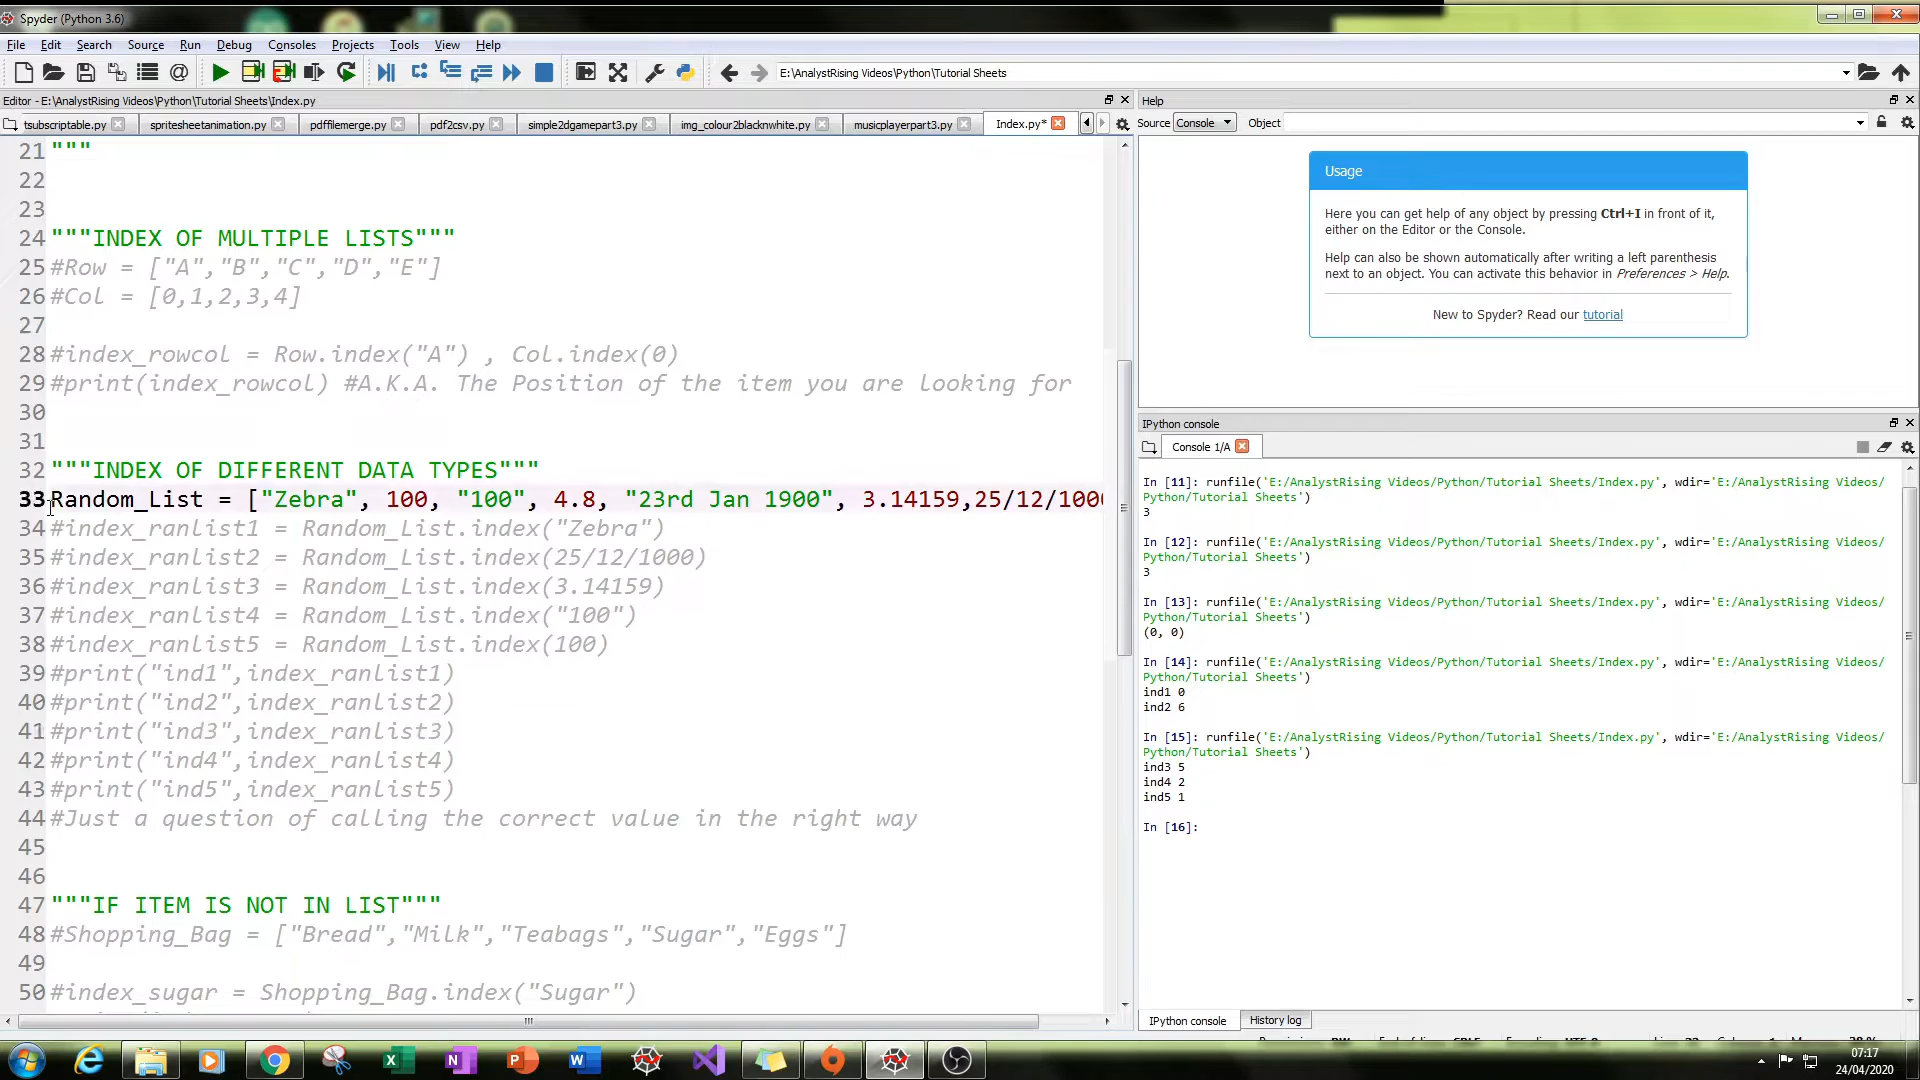 Spyder (Python 3.6)
File Edit Search Source Run Debug Consoles Projects Tools View Help
E:\AnalystRising Videos\Python\Tutorial Sheets
Editor - E:\AnalystRising Videos\Python\Tutorial Sheets\Index.py
tsubscriptable.py spritesheetanimation.py pdffilemerge.py pdf2csv.py simple2dgamepart3.py img_colour2blacknwhite.py musicplayerpart3.py Index.py*
21 """
22
23
24 """INDEX OF MULTIPLE LISTS"""
25 #Row = ["A","B","C","D","E"]
26 #Col = [0,1,2,3,4]
27
28 #index_rowcol = Row.index("A") , Col.index(0)
29 #print(index_rowcol) #A.K.A. The Position of the item you are looking for
30
31
32 """INDEX OF DIFFERENT DATA TYPES"""
33 Random_List = ["Zebra", 100, "100", 4.8, "23rd Jan 1900", 3.14159,25/12/1000
34 #index_ranlist1 = Random_List.index("Zebra")
35 #index_ranlist2 = Random_List.index(25/12/1000)
36 #index_ranlist3 = Random_List.index(3.14159)
37 #index_ranlist4 = Random_List.index("100")
38 #index_ranlist5 = Random_List.index(100)
39 #print("ind1",index_ranlist1)
40 #print("ind2",index_ranlist2)
41 #print("ind3",index_ranlist3)
42 #print("ind4",index_ranlist4)
43 #print("ind5",index_ranlist5)
44 #Just a question of calling the correct value in the right way
45
46
47 """IF ITEM IS NOT IN LIST"""
48 #Shopping_Bag = ["Bread","Milk","Teabags","Sugar","Eggs"]
49
50 #index_sugar = Shopping_Bag.index("Sugar")
Help
Source Console Object
Usage
Here you can get help of any object by pressing Ctrl+I in front of it,
either on the Editor or the Console.
Help can also be shown automatically after writing a left parenthesis
next to an object. You can activate this behavior in Preferences > Help.
New to Spyder? Read our tutorial
IPython console
Console 1/A
In [11]: runfile('E:/AnalystRising Videos/Python/Tutorial Sheets/Index.py', wdir='E:/AnalystRising Videos/
Python/Tutorial Sheets')
3
In [12]: runfile('E:/AnalystRising Videos/Python/Tutorial Sheets/Index.py', wdir='E:/AnalystRising Videos/
Python/Tutorial Sheets')
3
In [13]: runfile('E:/AnalystRising Videos/Python/Tutorial Sheets/Index.py', wdir='E:/AnalystRising Videos/
Python/Tutorial Sheets')
(0, 0)
In [14]: runfile('E:/AnalystRising Videos/Python/Tutorial Sheets/Index.py', wdir='E:/AnalystRising Videos/
Python/Tutorial Sheets')
ind1 0
ind2 6
In [15]: runfile('E:/AnalystRising Videos/Python/Tutorial Sheets/Index.py', wdir='E:/AnalystRising Videos/
Python/Tutorial Sheets')
ind3 5
ind4 2
ind5 1
In [16]:
IPython console History log
07:17
24/04/2020